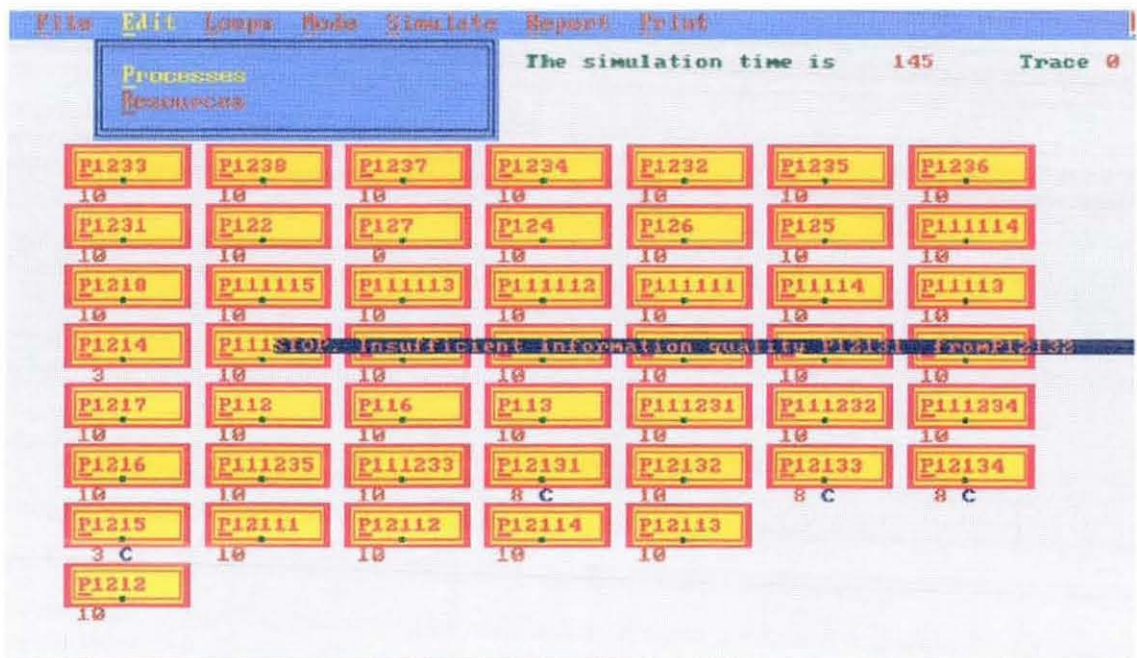 File Edit Loops Mode Simulate Report Print
Processes
Resources
The simulation time is 145 Trace 0
P1233 P1238 P1237 P1234 P1232 P1235 P1236
10 10 10 10 10 10 10
P1231 P122 P127 P124 P126 P125 P111114
10 10 0 10 10 10 10
P1218 P111115 P111113 P111112 P111111 P11114 P11113
10 10 10 10 10 10 10
P1214 P111
STOP. Insufficient information quality P12131 fromP12132
3 10 10 10 10 10 10
P1217 P112 P116 P113 P111231 P111232 P111234
10 10 10 10 10 10 10
P1216 P111235 P111233 P12131 P12132 P12133 P12134
10 10 10 8 C 10 8 C 8 C
P1215 P12111 P12112 P12114 P12113
3 C 10 10 10 10
P1212
10